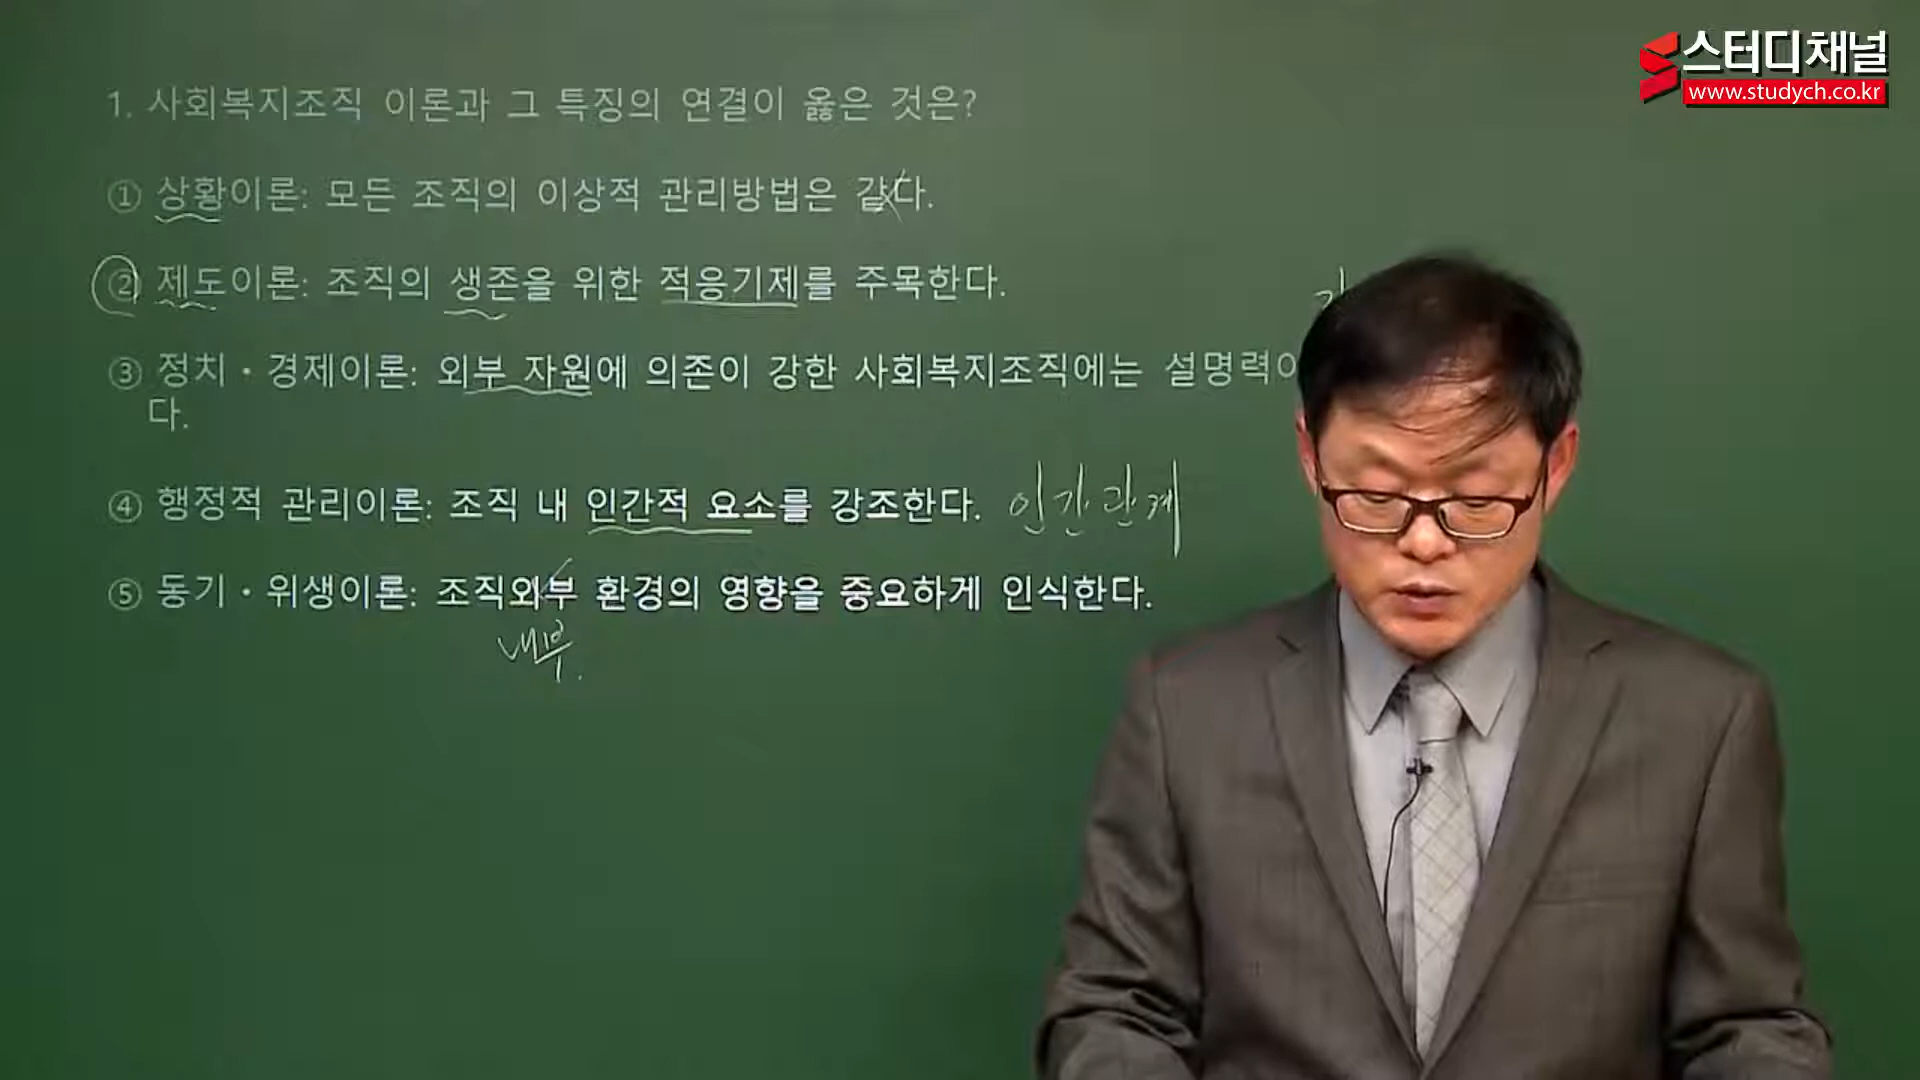 스터디채널
www.studych.co.kr
1. 사회복지조직 이론과 그 특징의 연결이 옳은 것은?
① 상황이론: 모든 조직의 이상적 관리방법은 같다.
② 제도이론: 조직의 생존을 위한 적응기제를 주목한다.
③ 정치·경제이론: 외부 자원에 의존이 강한 사회복지조직에는 설명력이
다.
④ 행정적 관리이론: 조직 내 인간적 요소를 강조한다. 인간관계
⑤ 동기·위생이론: 조직외부 환경의 영향을 중요하게 인식한다.
내부.